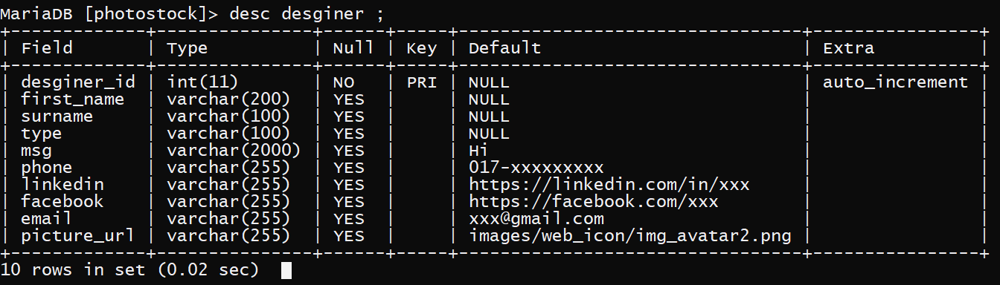 MariaDB [photostock]> desc desginer ;
+-------------+---------------+------+-----+------------------------------+----------------+
| Field       | Type          | Null | Key | Default                      | Extra          |
+-------------+---------------+------+-----+------------------------------+----------------+
| desginer_id | int(11)       | NO   | PRI | NULL                         | auto_increment |
| first_name  | varchar(200)  | YES  |     | NULL                         |                |
| surname     | varchar(100)  | YES  |     | NULL                         |                |
| type        | varchar(100)  | YES  |     | NULL                         |                |
| msg         | varchar(2000) | YES  |     | Hi                           |                |
| phone       | varchar(255)  | YES  |     | 017-xxxxxxxxx                |                |
| linkedin    | varchar(255)  | YES  |     | https://linkedin.com/in/xxx  |                |
| facebook    | varchar(255)  | YES  |     | https://facebook.com/xxx     |                |
| email       | varchar(255)  | YES  |     | xxx@gmail.com                |                |
| picture_url | varchar(255)  | YES  |     | images/web_icon/img_avatar2.png |                |
+-------------+---------------+------+-----+------------------------------+----------------+
10 rows in set (0.02 sec)